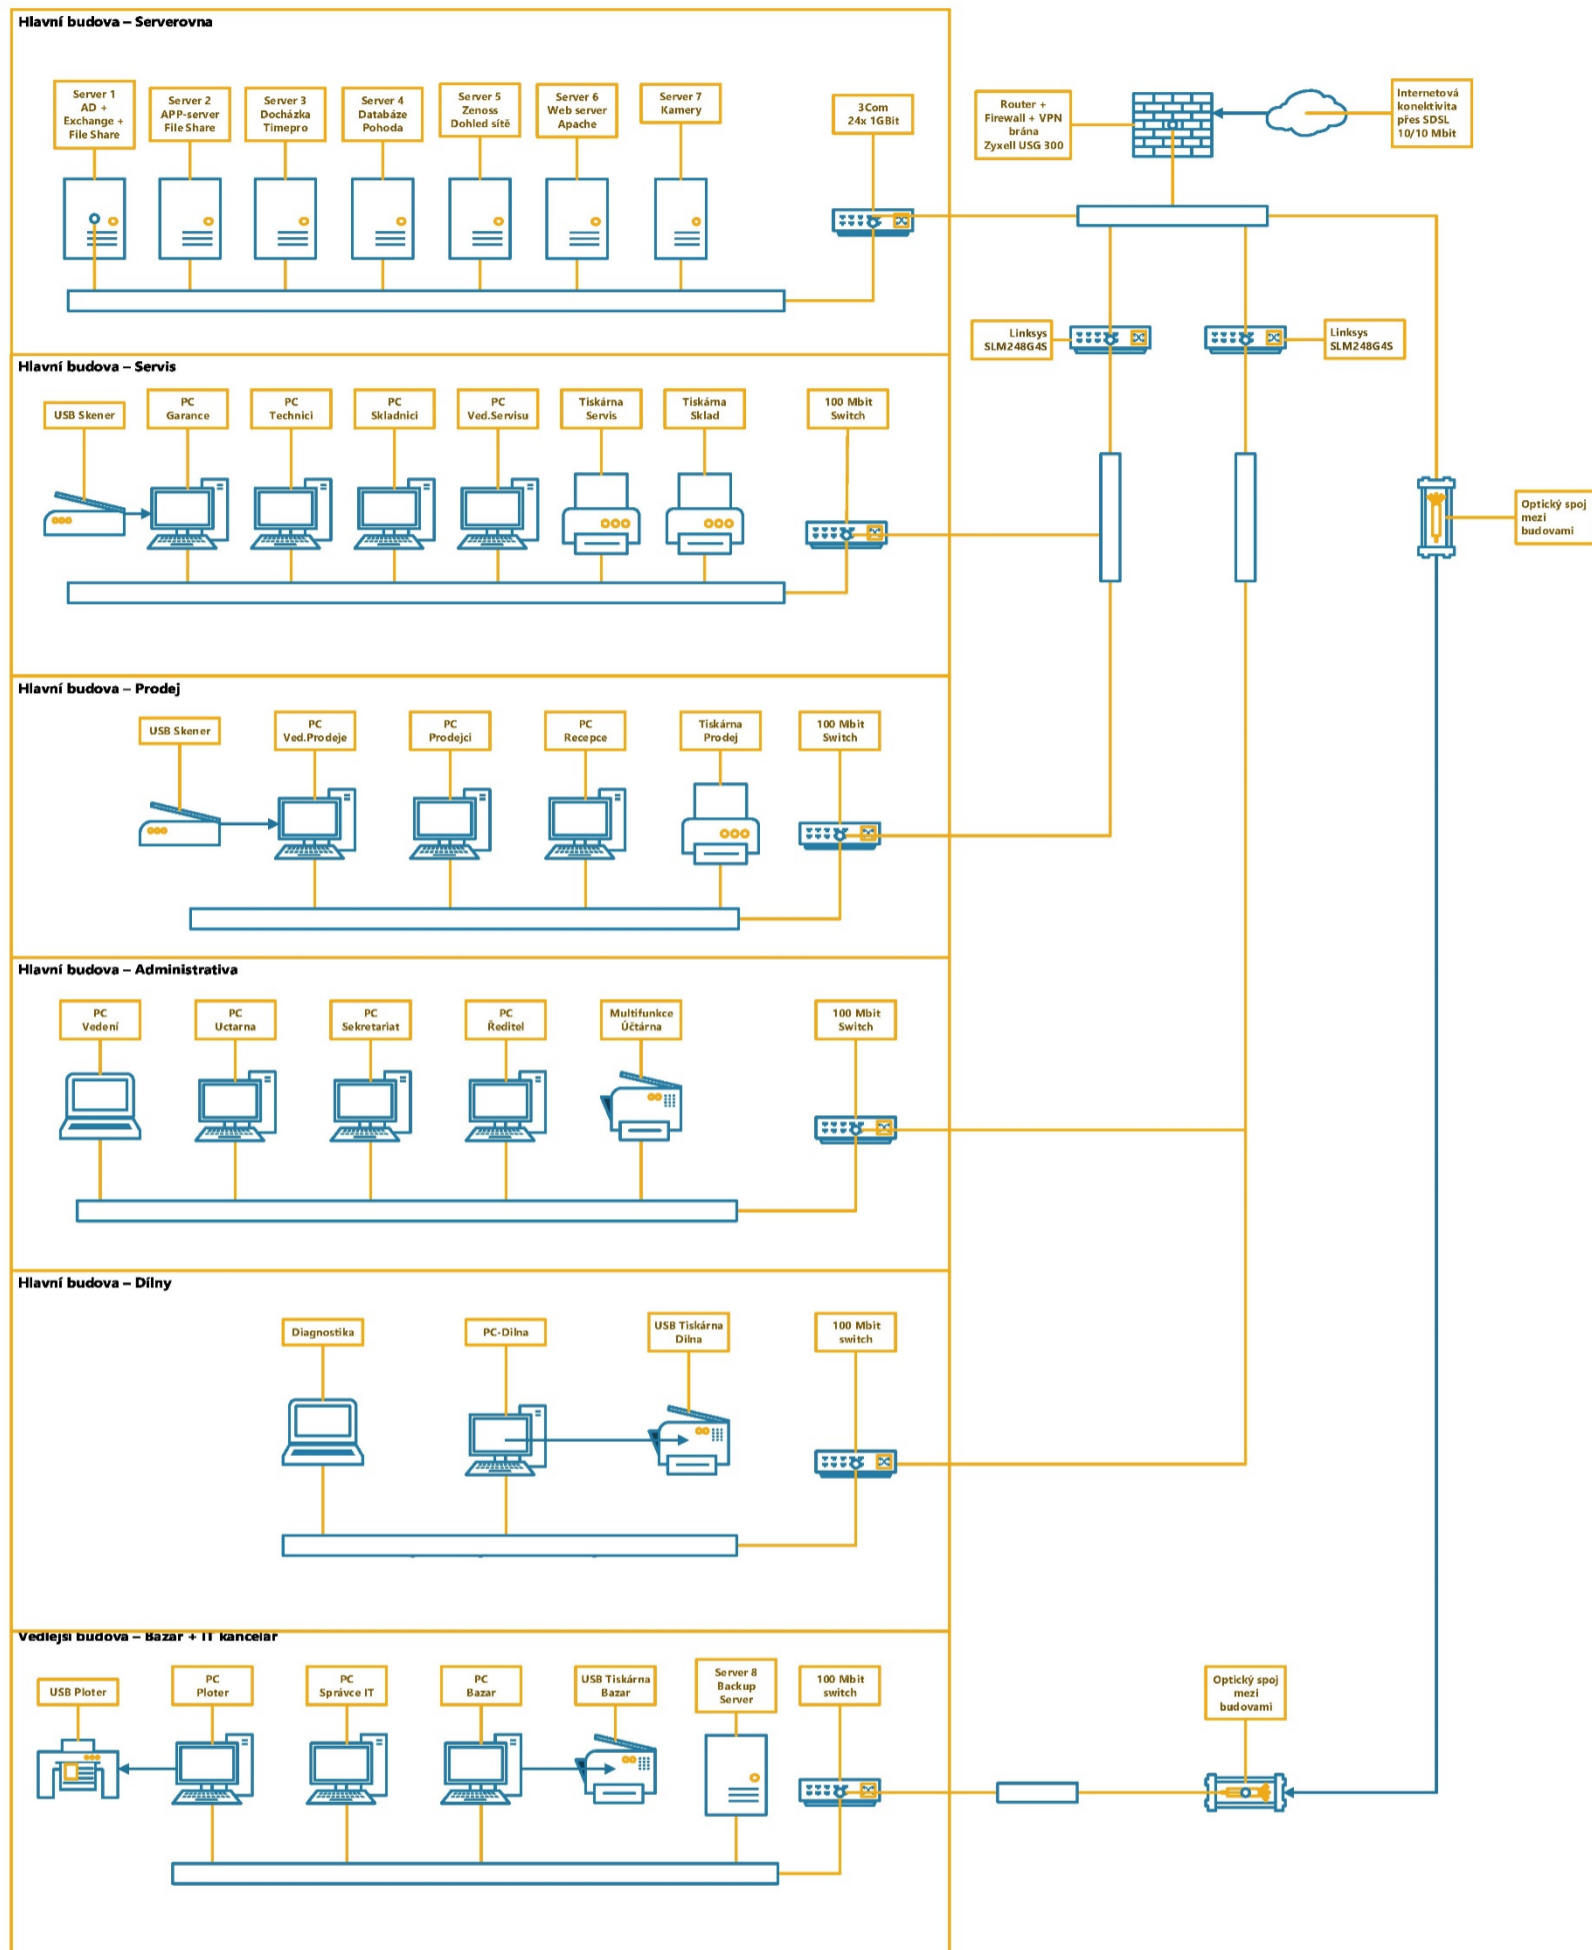 Hlavní budova – Serverovna
Server 1
AD +
Exchange +
File Share
Server 2
APP-server
File Share
Server 3
Docházka
Timepro
Server 4
Databáze
Pohoda
Server 5
Zenoss
Dohled sítě
Server 6
Web server
Apache
Server 7
Kamery
3Com
24x 1GBit
Router +
Firewall + VPN
brána
Zyxell USG 300
Internetová
konektivita
přes SDSL
10/10 Mbit
Linksys
SLM248G4S
Linksys
SLM248G4S
Hlavní budova – Servis
USB Skener
PC
Garance
PC
Technici
PC
Skladnici
PC
Ved.Servisu
Tiskárna
Servis
Tiskárna
Sklad
100 Mbit
Switch
Optický spoj
mezi
budovami
Hlavní budova – Prodej
USB Skener
PC
Ved.Prodeje
PC
Prodejci
PC
Recepce
Tiskárna
Prodej
100 Mbit
Switch
Hlavní budova – Administrativa
PC
Vedení
PC
Uctarna
PC
Sekretariat
PC
Ředitel
Multifunkce
Účtárna
100 Mbit
Switch
Hlavní budova – Dílny
Diagnostika
PC-Dilna
USB Tiskárna
Dílna
100 Mbit
switch
Vedlejší budova – Bazar + IT kancelář
USB Ploter
PC
Ploter
PC
Správce IT
PC
Bazar
USB Tiskárna
Bazar
Server 8
Backup
Server
100 Mbit
switch
Optický spoj
mezi
budovami